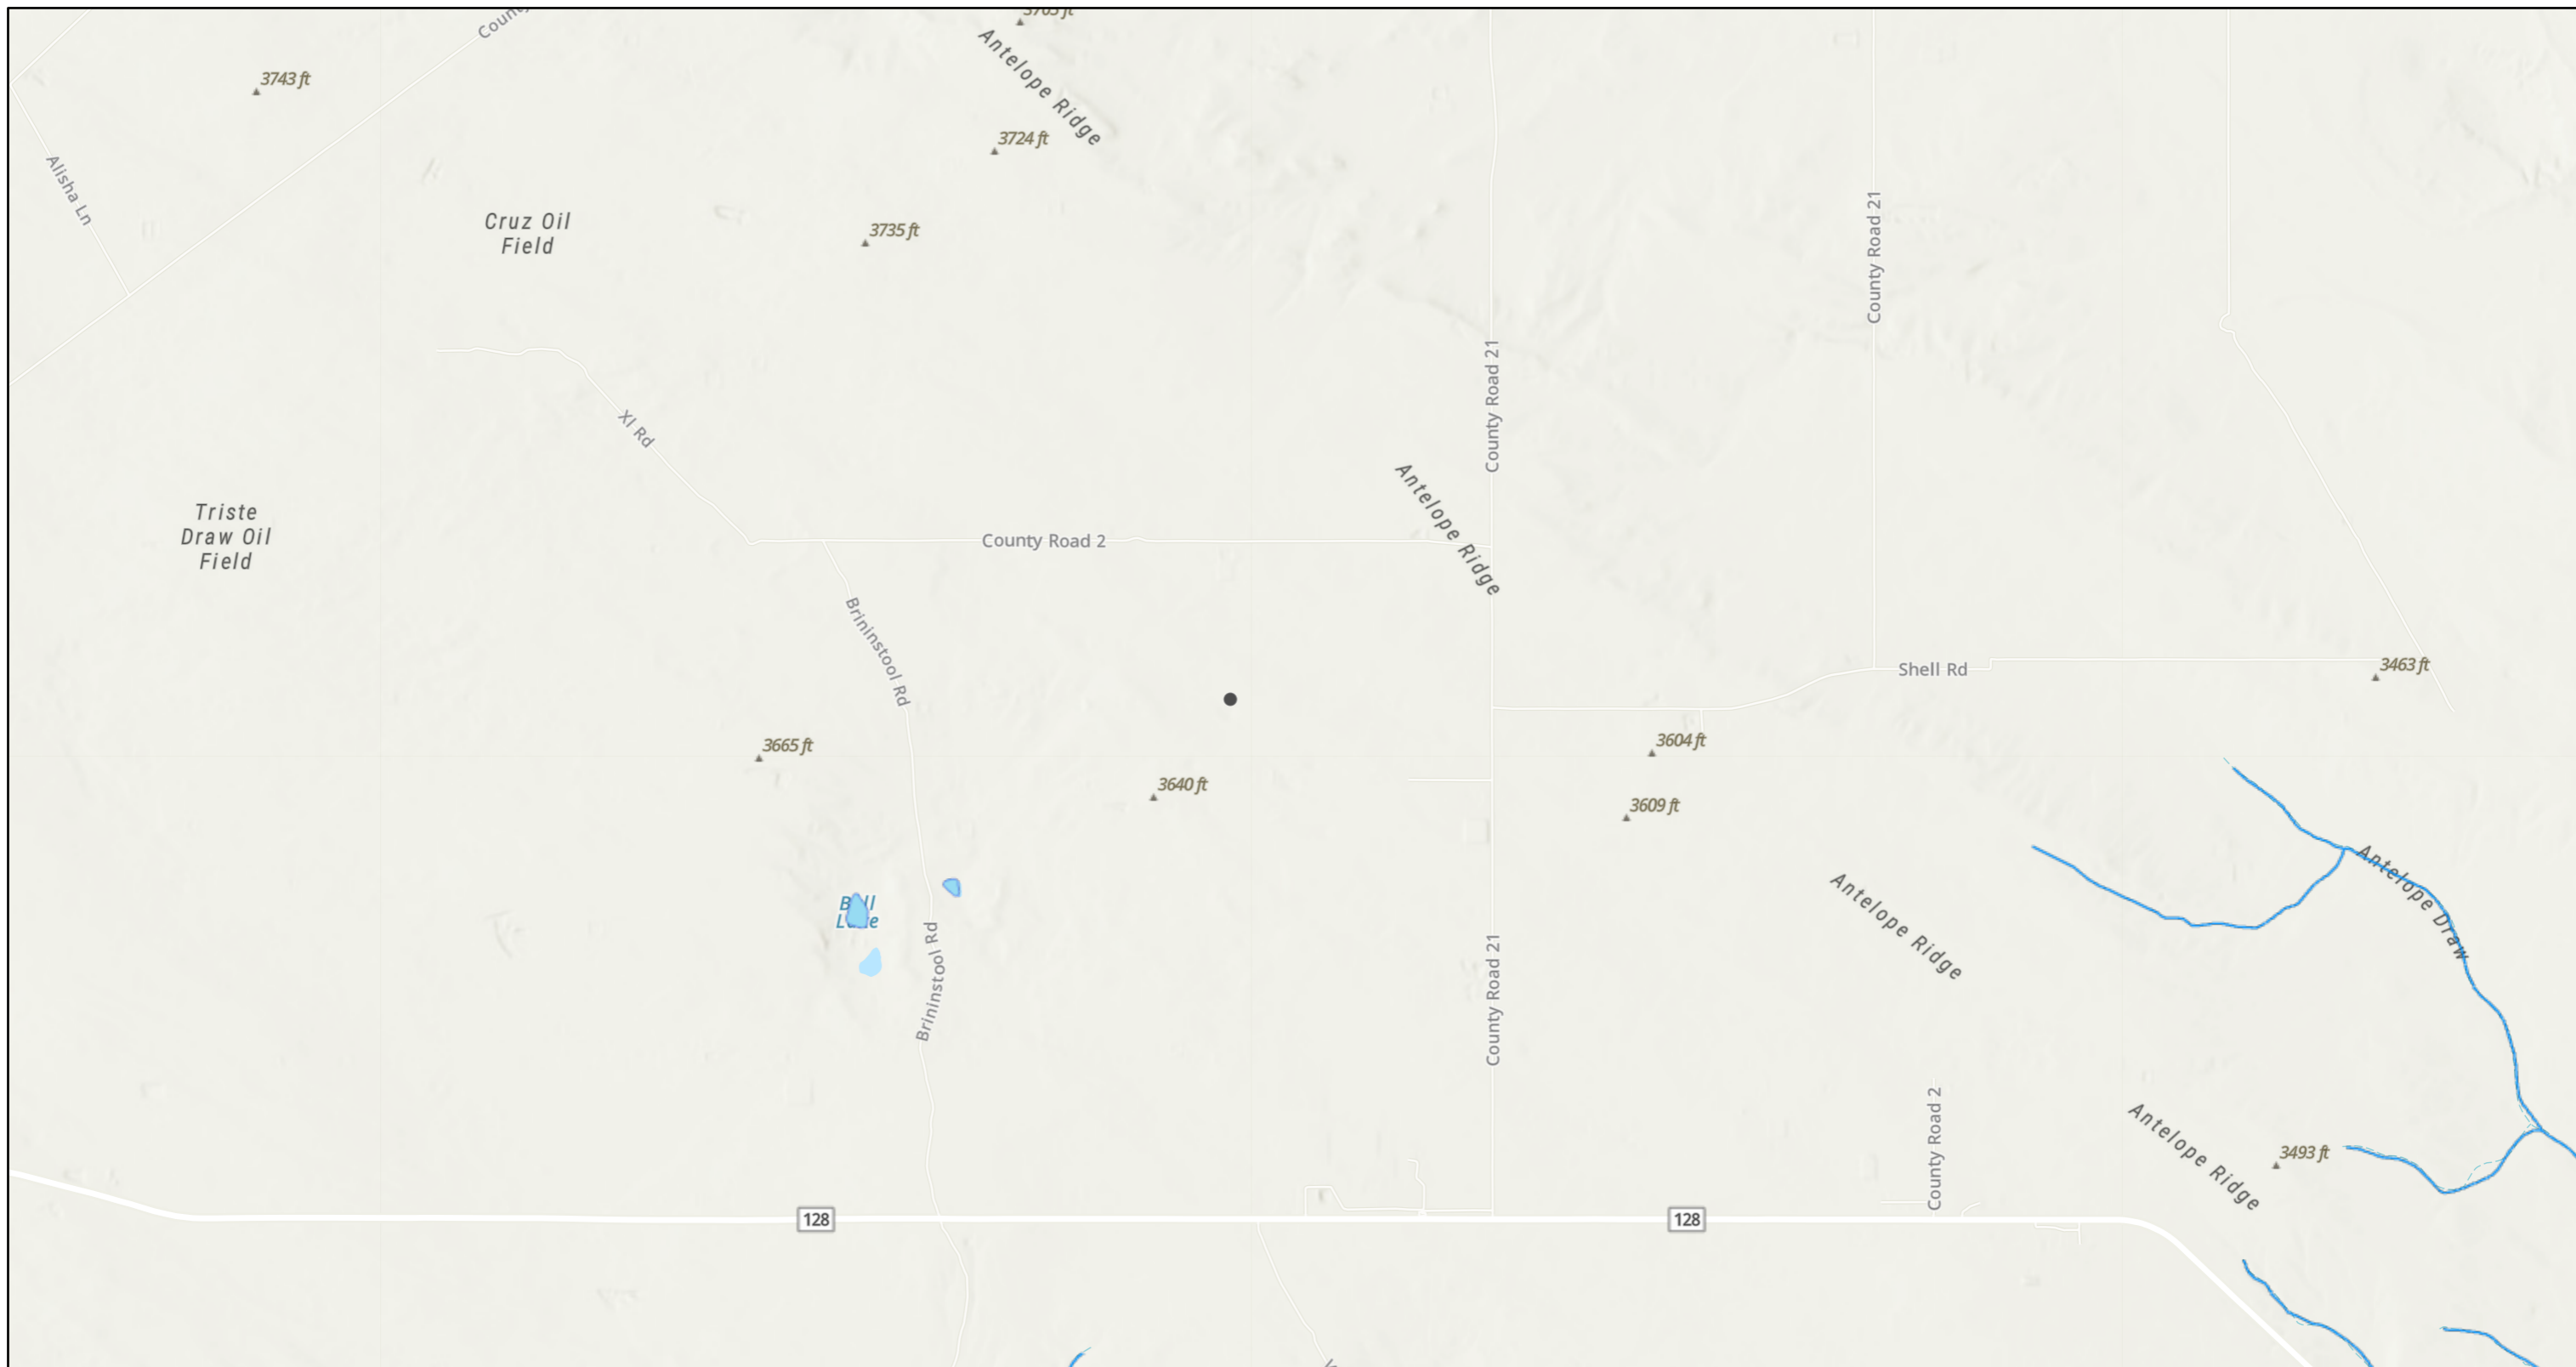 3743 ft
Antelope Ridge
3724 ft
Alisha Ln
Cruz Oil
Field
3735 ft
County Road 21
County Road 21
Xl Rd
Antelope Ridge
Triste
Draw Oil
Field
County Road 2
Brininstool Rd
Shell Rd
3463 ft
3665 ft
3604 ft
3640 ft
3609 ft
Antelope Draw
Antelope Ridge
Brininstool Rd
County Road 21
County Road 2
Antelope Ridge
3493 ft
128
128